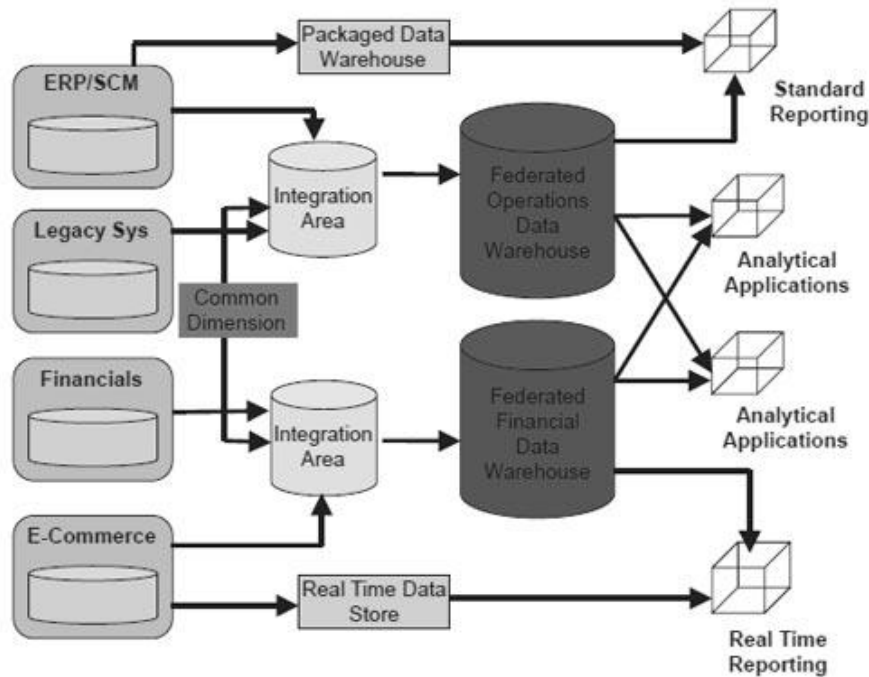 Packaged Data
Warehouse
ERP/SCM
Standard
Reporting
Integration
Area
Federated
Operations
Data
Warehouse
Legacy Sys
Analytical
Applications
Common
Dimension
Financials
Integration
Area
Federated
Financial
Data
Warehouse
Analytical
Applications
E-Commerce
Real Time Data
Store
Real Time
Reporting